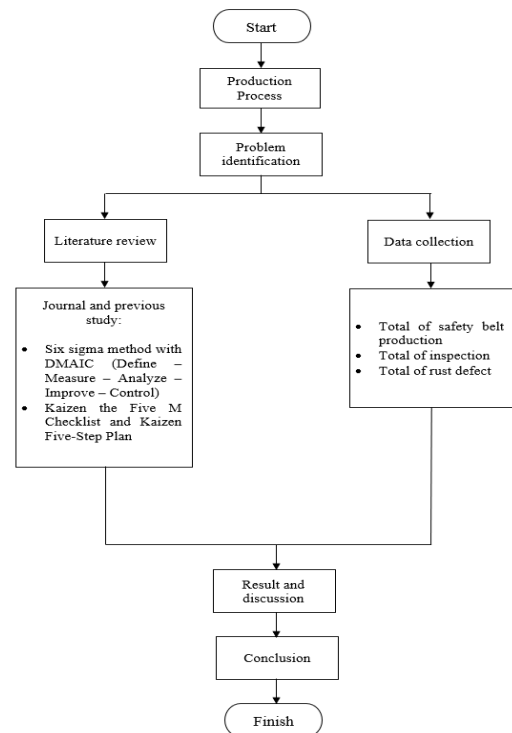 Start
Production
Process
Problem
identification
Literature review
Data collection
Journal and previous
study:
• Six sigma method with
DMAIC (Define –
Measure – Analyze –
Improve – Control)
• Kaizen the Five M
Checklist and Kaizen
Five-Step Plan
• Total of safety belt
production
• Total of inspection
• Total of rust defect
Result and
discussion
Conclusion
Finish